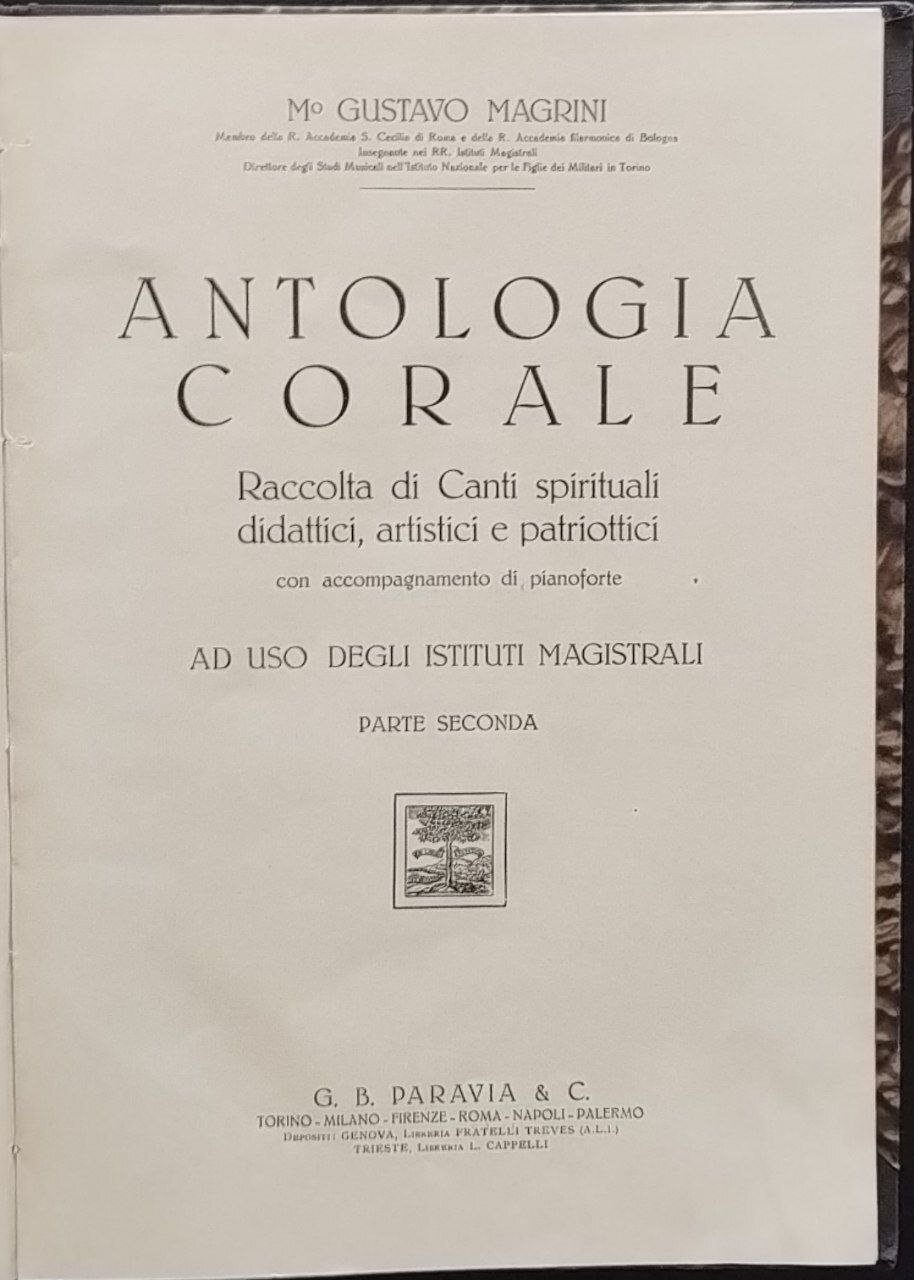 Mo GUSTAVO MAGRINI
Membro della R. Accademia S. Cecilia di Roma e della R. Accademia filarmonica di Bologna
Insegnante nei RR. Istituti Magistrali
Direttore degli Studi Musicali nell'Istituto Nazionale per le Figlie dei Militari in Torino
ANTOLOGIA
CORALE
Raccolta di Canti spirituali
didattici, artistici e patriottici
con accompagnamento di pianoforte
AD USO DEGLI ISTITUTI MAGISTRALI
PARTE SECONDA
G. B. PARAVIA & C.
TORINO - MILANO - FIRENZE - ROMA - NAPOLI - PALERMO
DEPOSITI: GENOVA, LIBRERIA FRATELLI TREVES (A.L.I.)
TRIESTE, LIBRERIA L. CAPPELLI